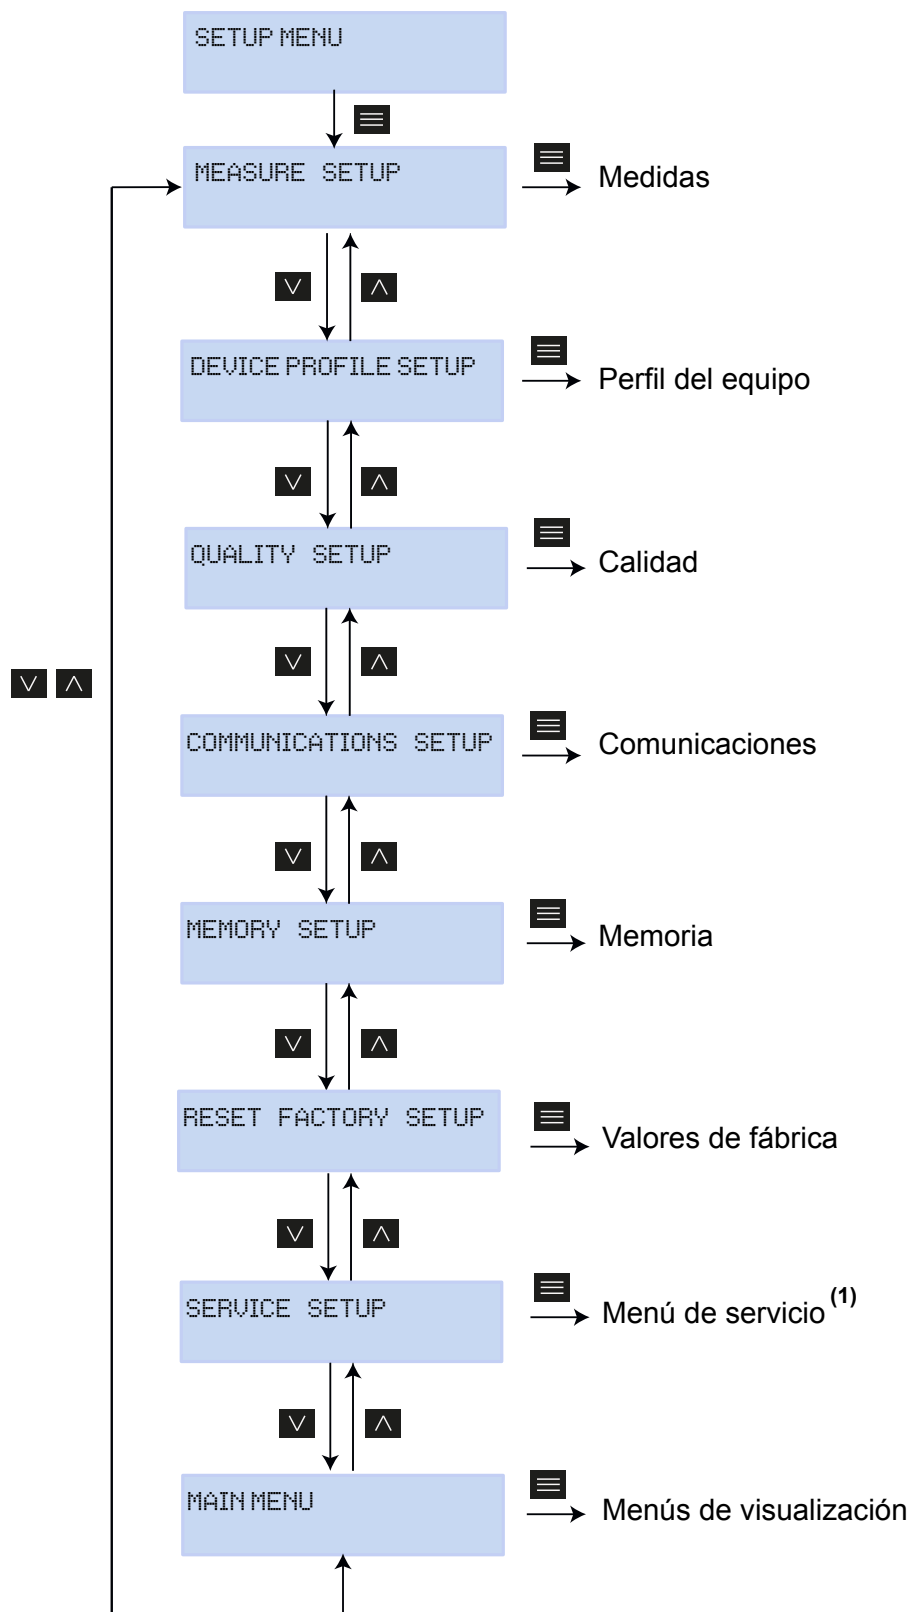 SETUP MENU
MEASURE SETUP
Medidas
DEVICE PROFILE SETUP
Perfil del equipo
QUALITY SETUP
Calidad
COMMUNICATIONS SETUP
Comunicaciones
MEMORY SETUP
Memoria
RESET FACTORY SETUP
Valores de fábrica
SERVICE SETUP
Menú de servicio (1)
MAIN MENU
Menús de visualización